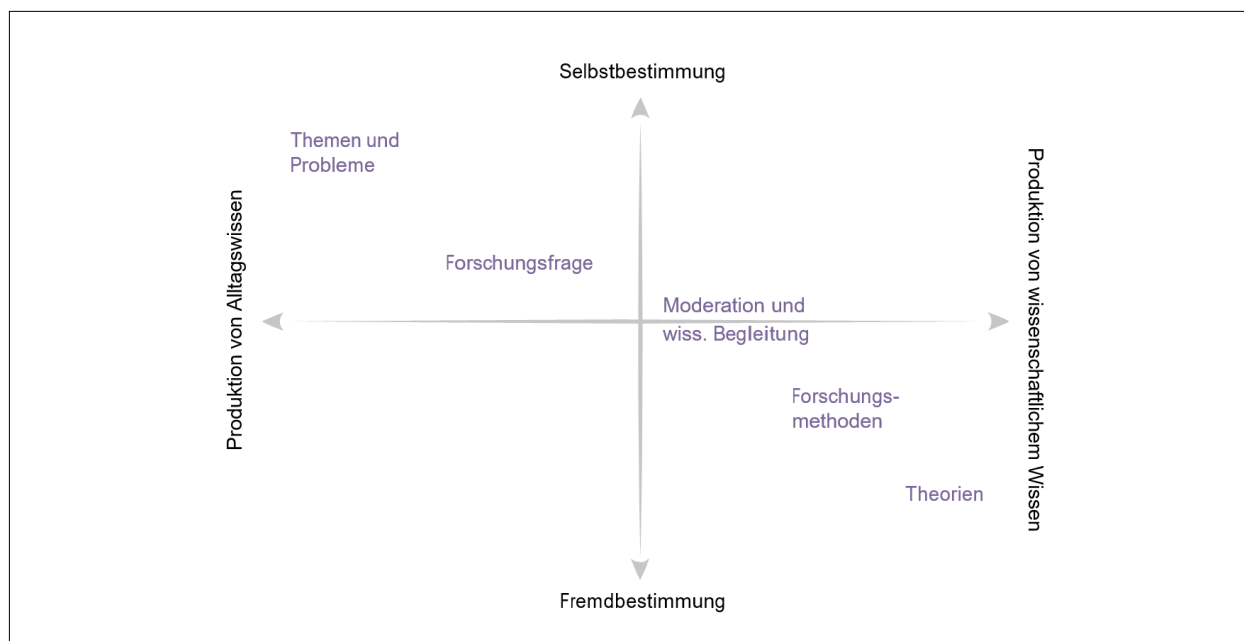 Selbstbestimmung
Themen und
Probleme
Produktion von Alltagswissen
Forschungsfrage
Moderation und
wiss. Begleitung
Forschungs-
methoden
Theorien
Produktion von wissenschaftlichem Wissen
Fremdbestimmung